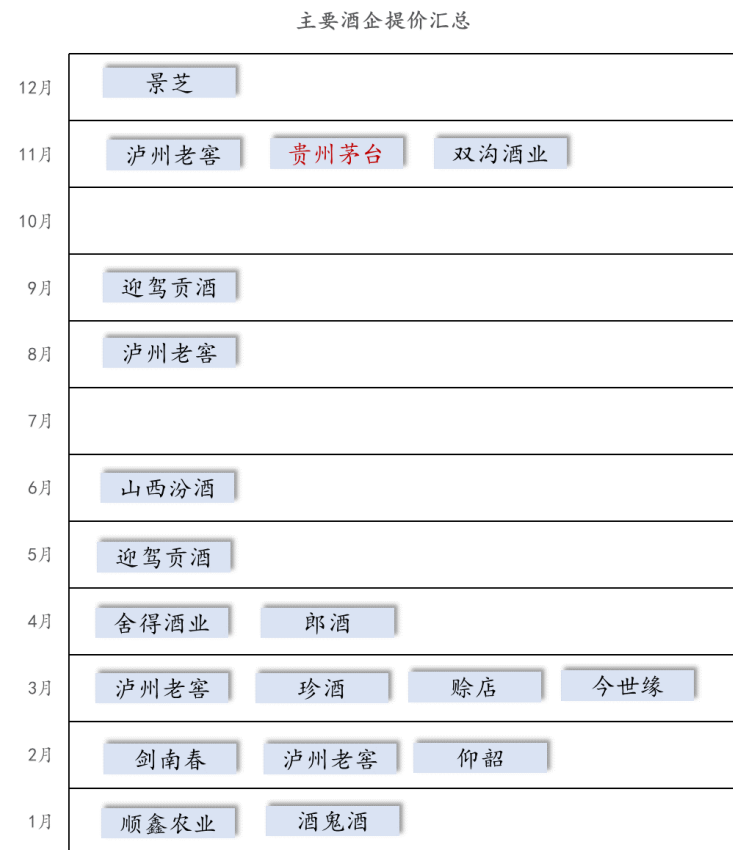 主要酒企提价汇总
12月 景芝
11月 泸州老窖 贵州茅台 双沟酒业
10月
9月 迎驾贡酒
8月 泸州老窖
7月
6月 山西汾酒
5月 迎驾贡酒
4月 舍得酒业 郎酒
3月 泸州老窖 珍酒 赊店 今世缘
2月 剑南春 泸州老窖 仰韶
1月 顺鑫农业 酒鬼酒